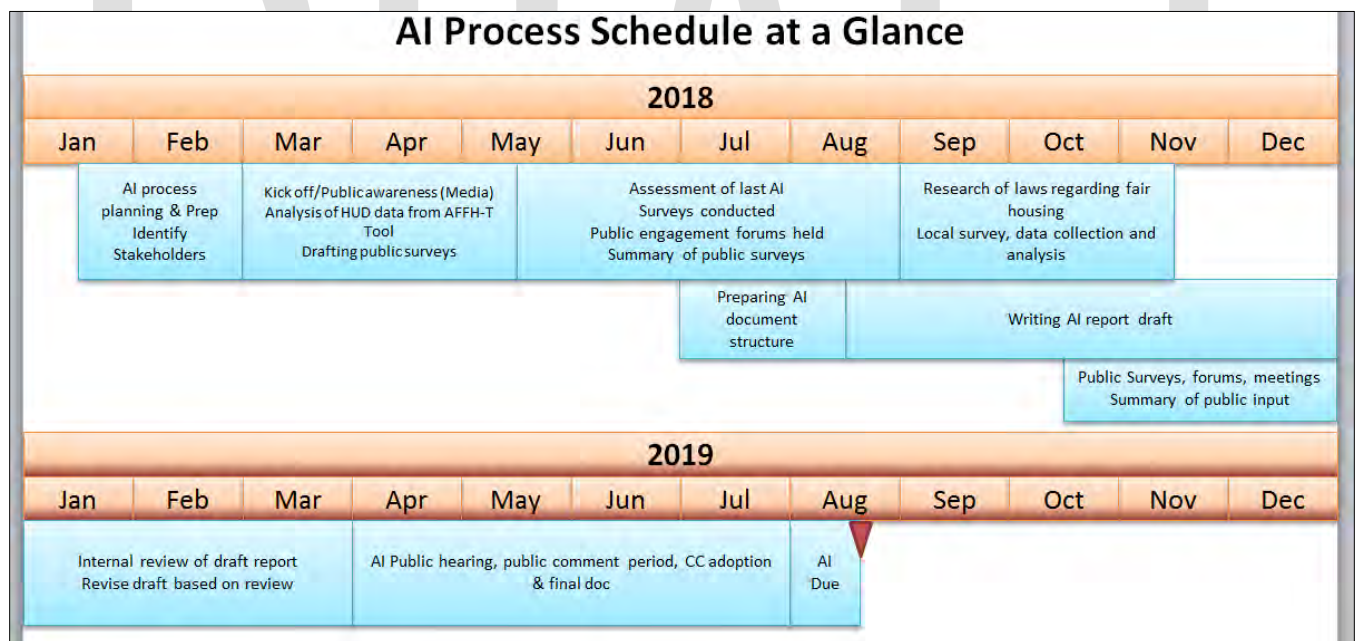 AI Process Schedule at a Glance
2018
Jan Feb Mar Apr May Jun Jul Aug Sep Oct Nov Dec
AI process
planning & Prep
Identify
Stakeholders
Kick off/Public awareness (Media)
Analysis of HUD data from AFFH-T
Tool
Drafting public surveys
Assessment of last AI
Surveys conducted
Public engagement forums held
Summary of public surveys
Research of laws regarding fair
housing
Local survey, data collection and
analysis
Preparing AI
document
structure
Writing AI report draft
Public Surveys, forums, meetings
Summary of public input
2019
Jan Feb Mar Apr May Jun Jul Aug Sep Oct Nov Dec
Internal review of draft report
Revise draft based on review
AI Public hearing, public comment period, CC adoption
& final doc
AI
Due